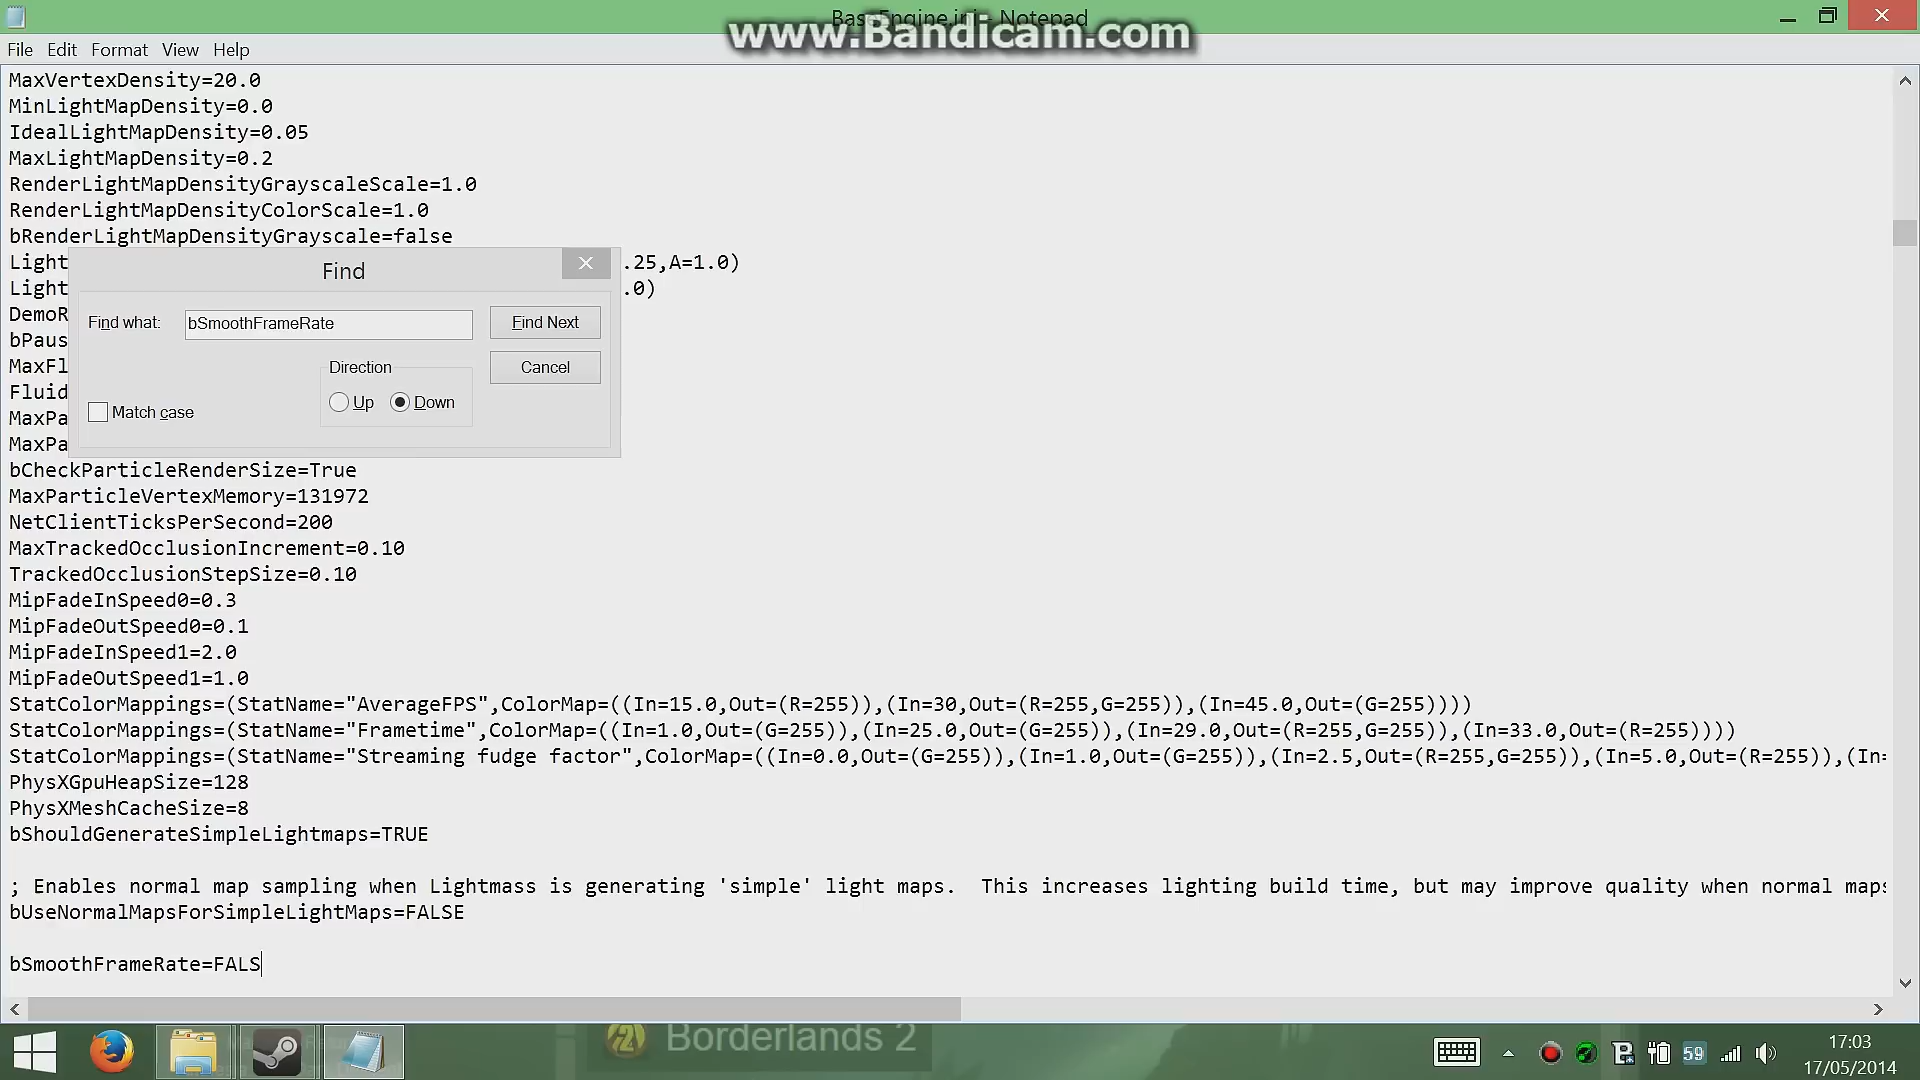 BaseEngine.ini - Notepad
www.Bandicam.com
File Edit Format View Help
MaxVertexDensity=20.0
MinLightMapDensity=0.0
IdealLightMapDensity=0.05
MaxLightMapDensity=0.2
RenderLightMapDensityGrayscaleScale=1.0
RenderLightMapDensityColorScale=1.0
bRenderLightMapDensityGrayscale=false
Light .25,A=1.0)
Light .0)
DemoR
bPaus
MaxFl
Fluid
MaxPa
MaxPa
Find
Find what: bSmoothFrameRate Find Next
Direction Cancel
Up Down
Match case
bCheckParticleRenderSize=True
MaxParticleVertexMemory=131972
NetClientTicksPerSecond=200
MaxTrackedOcclusionIncrement=0.10
TrackedOcclusionStepSize=0.10
MipFadeInSpeed0=0.3
MipFadeOutSpeed0=0.1
MipFadeInSpeed1=2.0
MipFadeOutSpeed1=1.0
StatColorMappings=(StatName="AverageFPS",ColorMap=((In=15.0,Out=(R=255)),(In=30,Out=(R=255,G=255)),(In=45.0,Out=(G=255))))
StatColorMappings=(StatName="Frametime",ColorMap=((In=1.0,Out=(G=255)),(In=25.0,Out=(G=255)),(In=29.0,Out=(R=255,G=255)),(In=33.0,Out=(R=255))))
StatColorMappings=(StatName="Streaming fudge factor",ColorMap=((In=0.0,Out=(G=255)),(In=1.0,Out=(G=255)),(In=2.5,Out=(R=255,G=255)),(In=5.0,Out=(R=255)),(In=
PhysXGpuHeapSize=128
PhysXMeshCacheSize=8
bShouldGenerateSimpleLightmaps=TRUE
; Enables normal map sampling when Lightmass is generating 'simple' light maps.  This increases lighting build time, but may improve quality when normal maps
bUseNormalMapsForSimpleLightMaps=FALSE
bSmoothFrameRate=FALS
Borderlands 2
59
17:03
17/05/2014